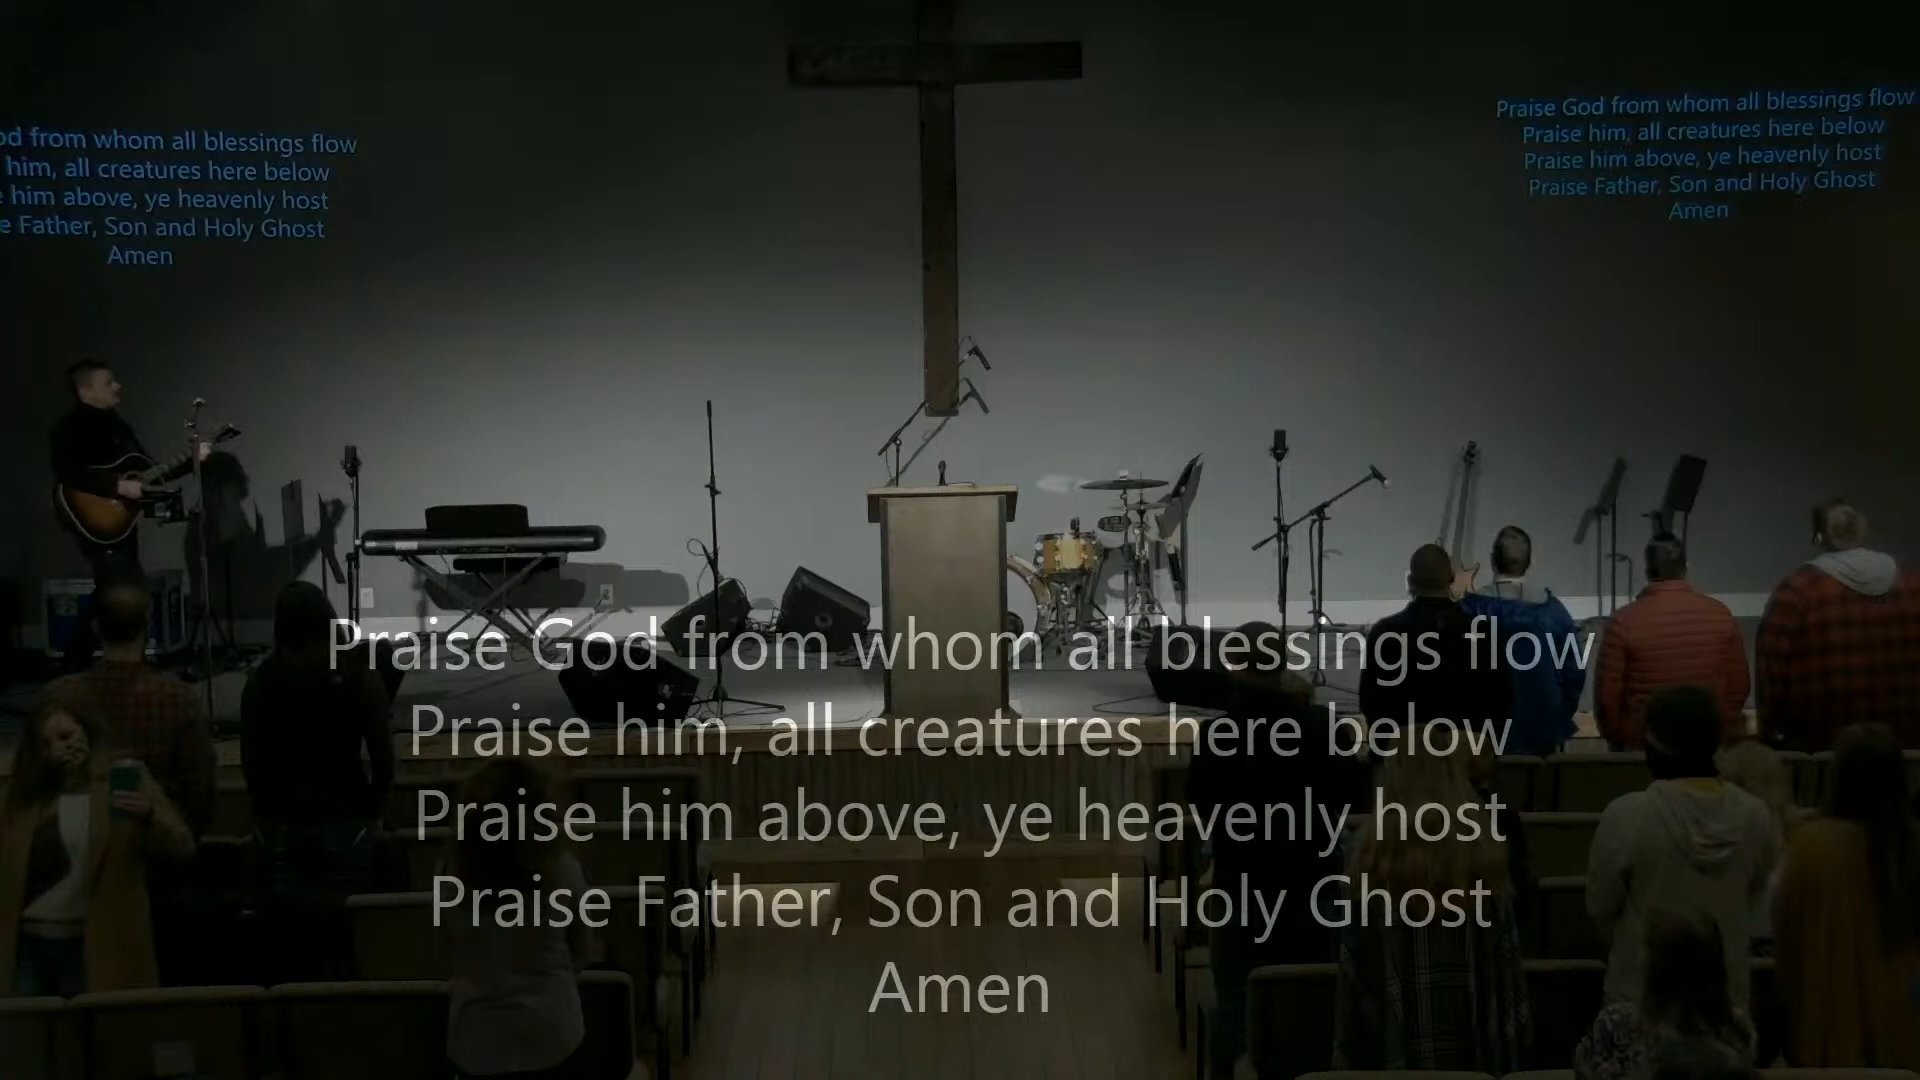 od from whom all blessings flow
him, all creatures here below
him above, ye heavenly host
Father, Son and Holy Ghost
Amen
Praise God from whom all blessings flow
Praise him, all creatures here below
Praise him above, ye heavenly host
Praise Father, Son and Holy Ghost
Amen
Praise God from whom all blessings flow
Praise him, all creatures here below
Praise him above, ye heavenly host
Praise Father, Son and Holy Ghost
Amen